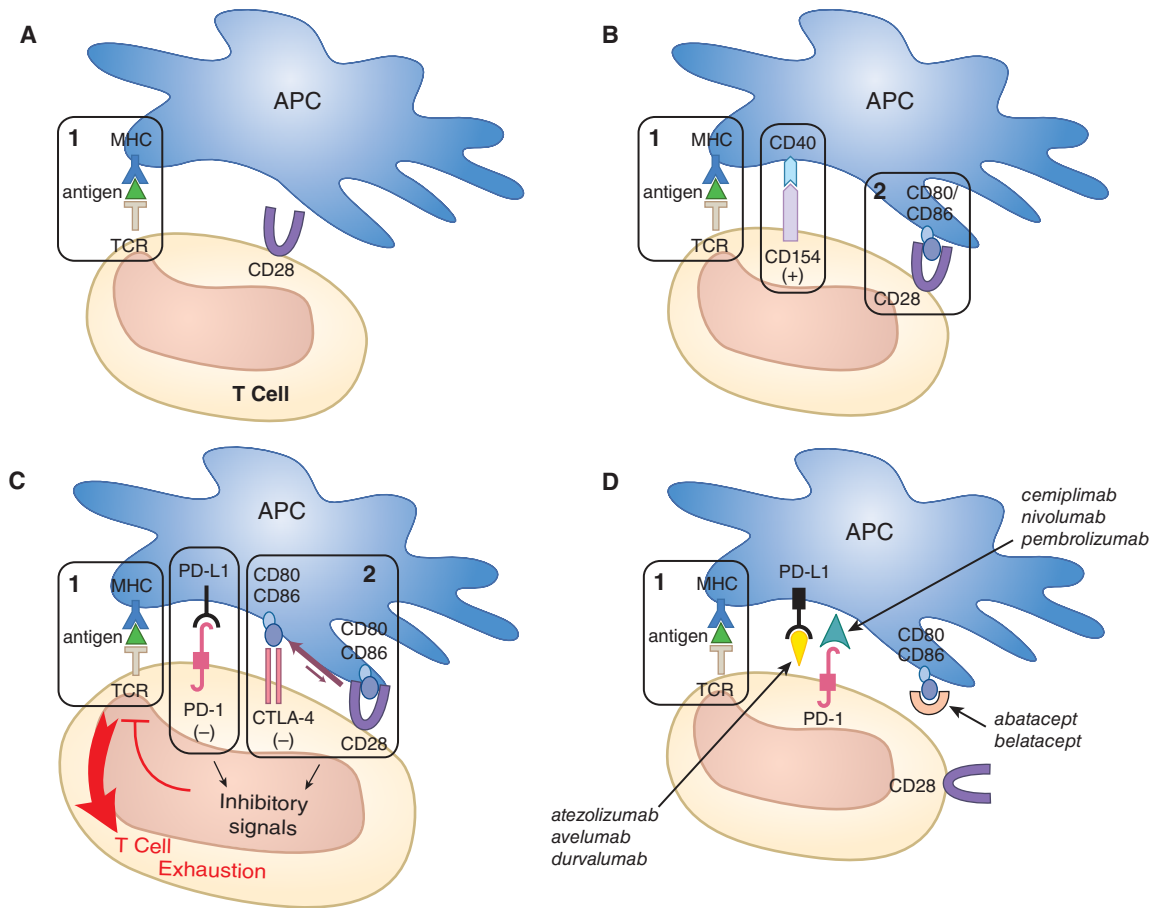 A
APC
1
MHC
antigen
TCR
CD28
T Cell
B
APC
1
MHC
antigen
TCR
CD40
CD154
(+)
2
CD80/
CD86
CD28
C
APC
1
MHC
antigen
TCR
PD-L1
PD-1
(–)
2
CD80
CD86
CD80
CD86
CTLA-4
(–)
CD28
Inhibitory
signals
T Cell
Exhaustion
D
APC
cemiplimab
nivolumab
pembrolizumab
1
MHC
antigen
TCR
PD-L1
PD-1
CD80
CD86
abatacept
belatacept
CD28
atezolizumab
avelumab
durvalumab